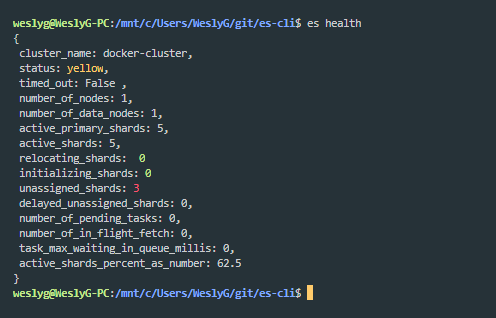 weslyg@WeslyG-PC:/mnt/c/Users/WeslyG/git/es-cli$ es health
{
cluster_name: docker-cluster,
status: yellow,
timed_out: False ,
number_of_nodes: 1,
number_of_data_nodes: 1,
active_primary_shards: 5,
active_shards: 5,
relocating_shards:  0
initializing_shards: 0
unassigned_shards: 3
delayed_unassigned_shards: 0,
number_of_pending_tasks: 0,
number_of_in_flight_fetch: 0,
task_max_waiting_in_queue_millis: 0,
active_shards_percent_as_number: 62.5
}
weslyg@WeslyG-PC:/mnt/c/Users/WeslyG/git/es-cli$